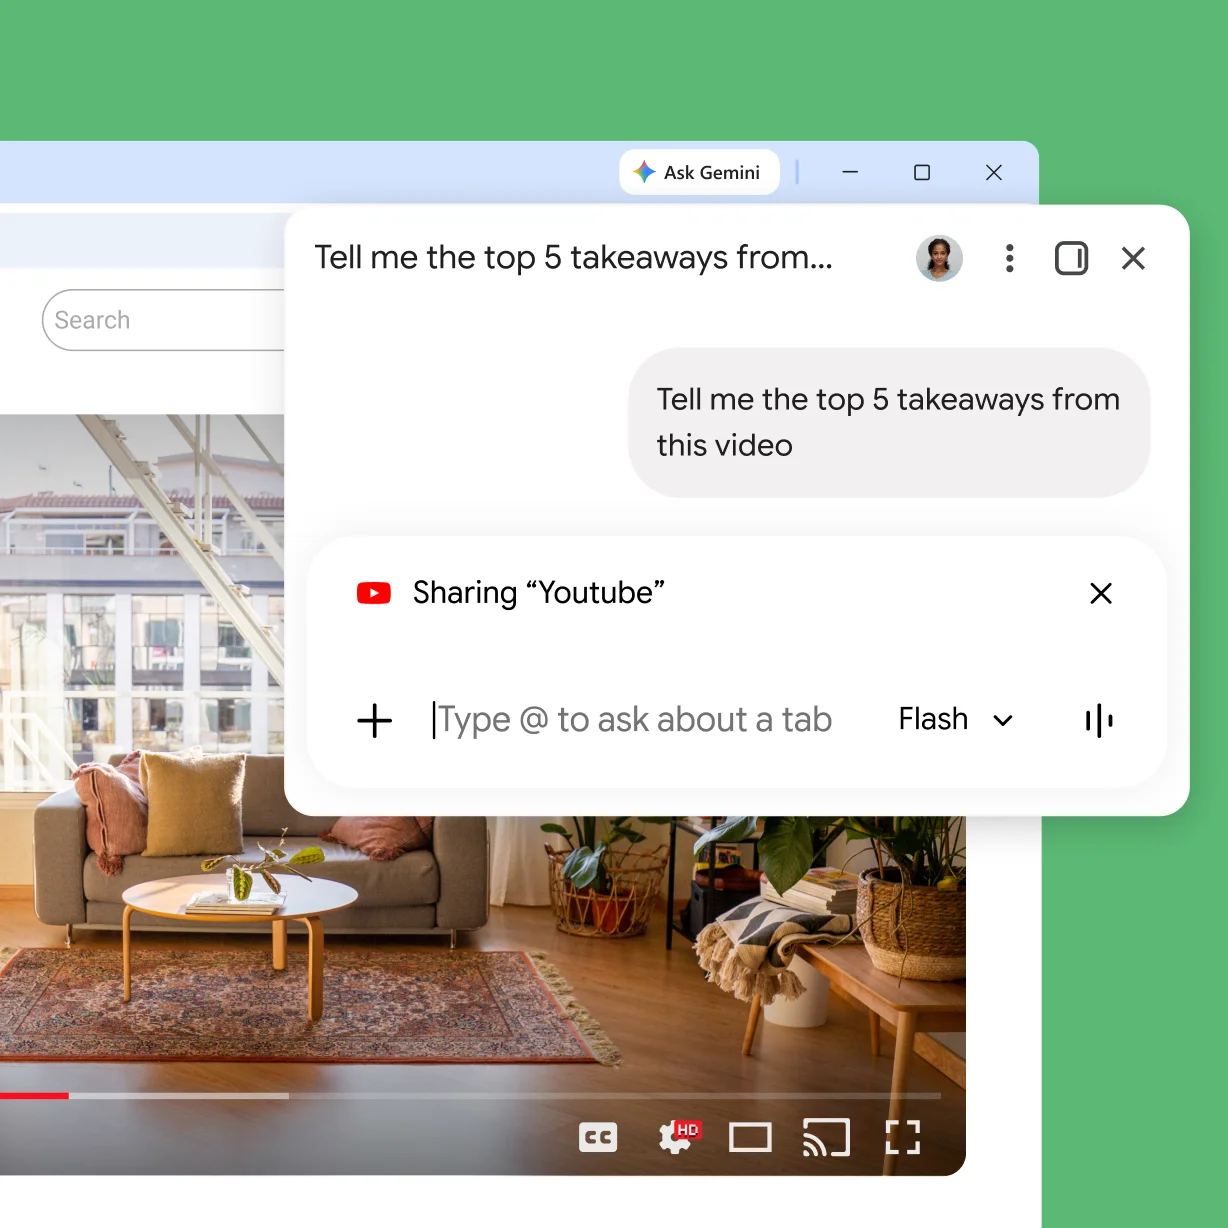 Ask Gemini
Tell me the top 5 takeaways from...
Search
Tell me the top 5 takeaways from
this video
Sharing “Youtube”
Type @ to ask about a tab
Flash
CC
HD